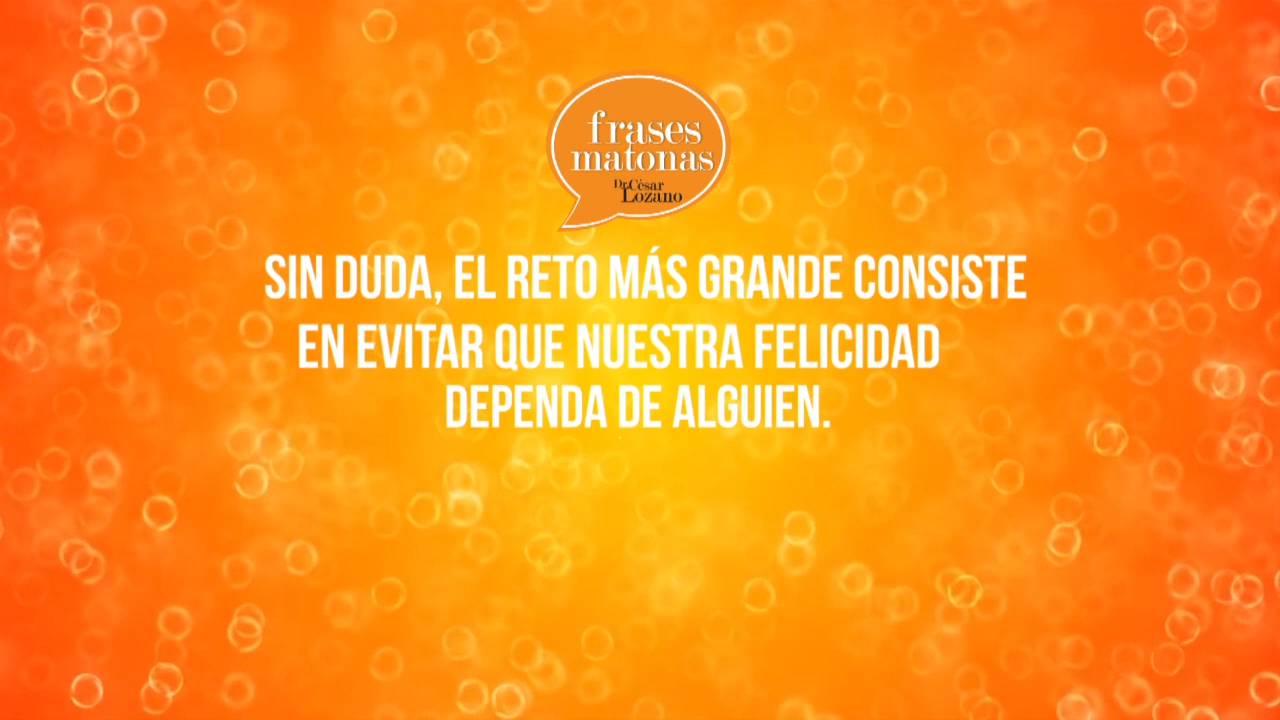 frases
matonas
Dr. César
Lozano
SIN DUDA, EL RETO MÁS GRANDE CONSISTE
EN EVITAR QUE NUESTRA FELICIDAD
DEPENDA DE ALGUIEN.